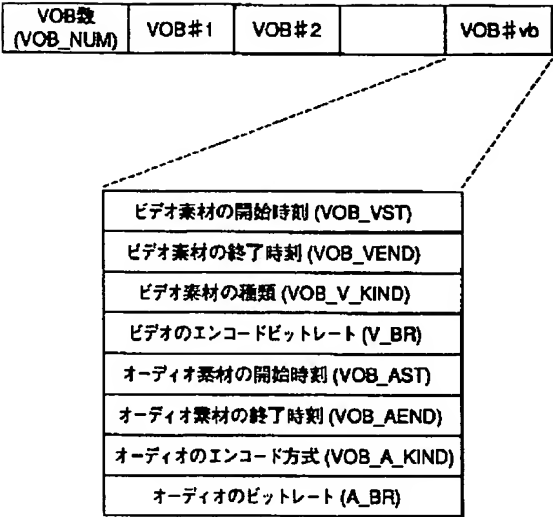 VOB数
(VOB_NUM)
VOB#1
VOB#2
VOB#vb
ビデオ素材の開始時刻 (VOB_VST)
ビデオ素材の終了時刻 (VOB_VEND)
ビデオ素材の種類 (VOB_V_KIND)
ビデオのエンコードビットレート (V_BR)
オーディオ素材の開始時刻 (VOB_AST)
オーディオ素材の終了時刻 (VOB_AEND)
オーディオのエンコード方式 (VOB_A_KIND)
オーディオのビットレート (A_BR)